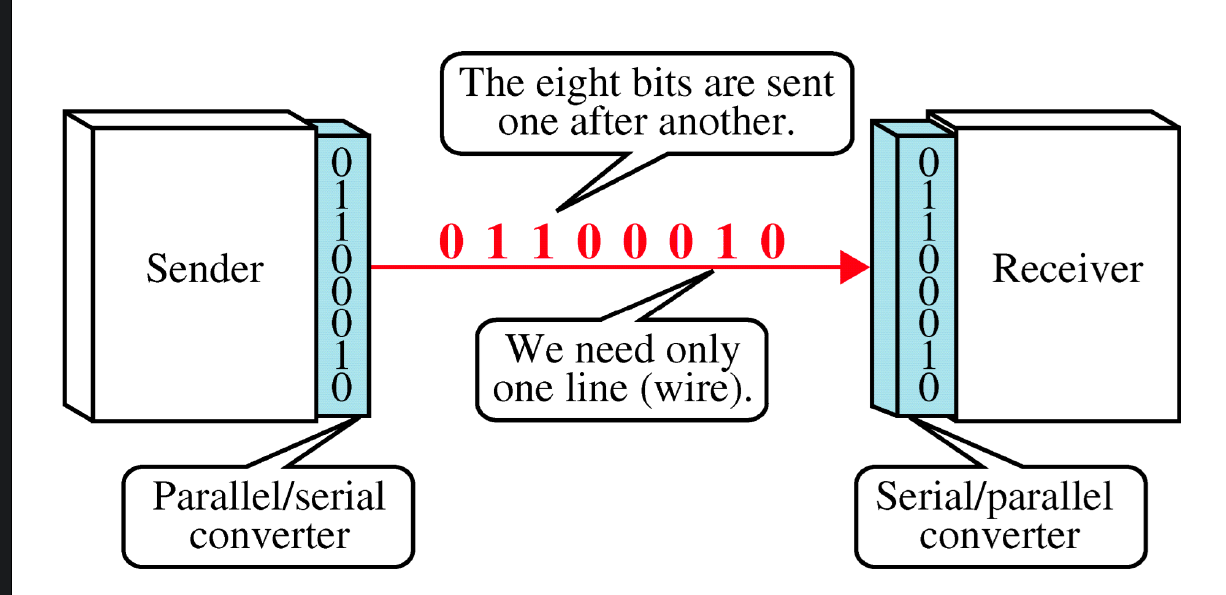 The eight bits are sent
one after another.
0
1
1
0
0
0
1
0
Sender
0 1 1 0 0 0 1 0
0
1
1
0
0
0
1
0
Receiver
We need only
one line (wire).
Parallel/serial
converter
Serial/parallel
converter